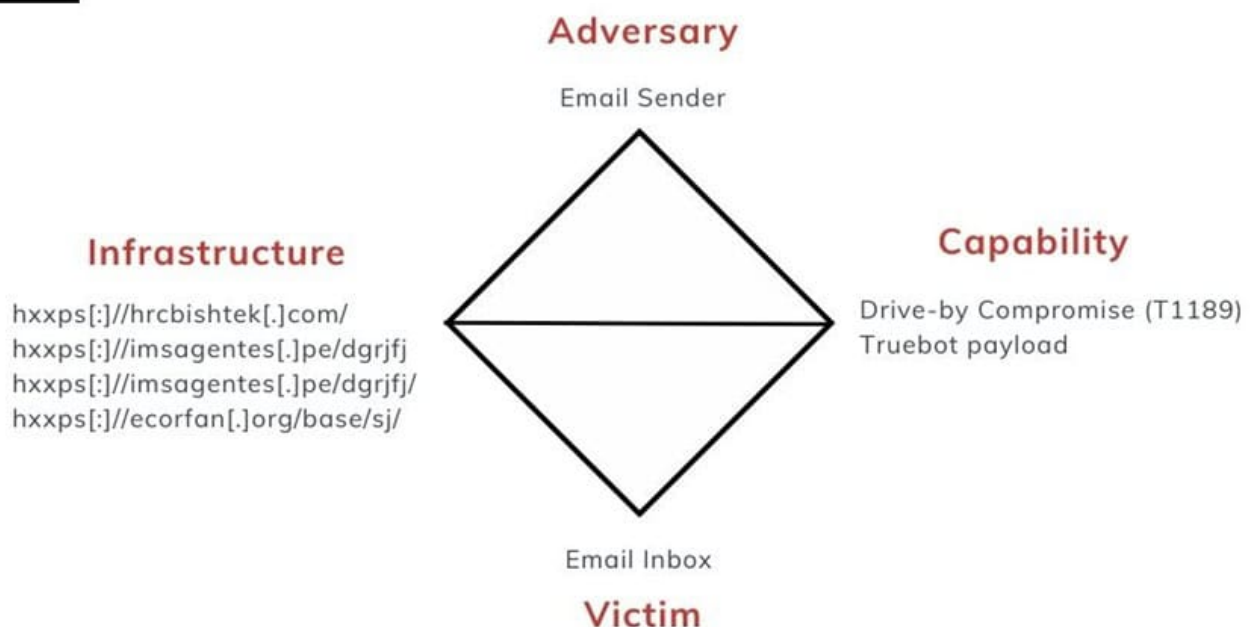 Adversary
Email Sender
Infrastructure
hxxps[:]//hrcbishtek[.]com/
hxxps[:]//imsagentes[.]pe/dgrjfj
hxxps[:]//imsagentes[.]pe/dgrjfj/
hxxps[:]//ecorfan[.]org/base/sj/
Capability
Drive-by Compromise (T1189)
Truebot payload
Email Inbox
Victim